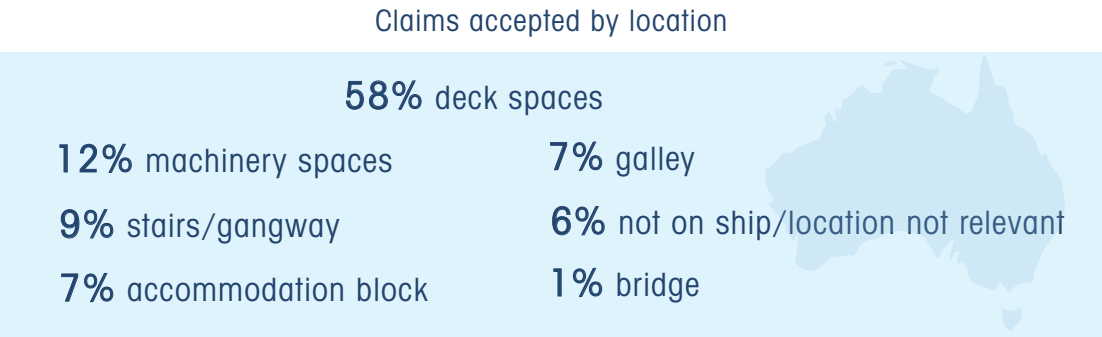 Claims accepted by location
58% deck spaces
12% machinery spaces
7% galley
9% stairs/gangway
6% not on ship/location not relevant
7% accommodation block
1% bridge